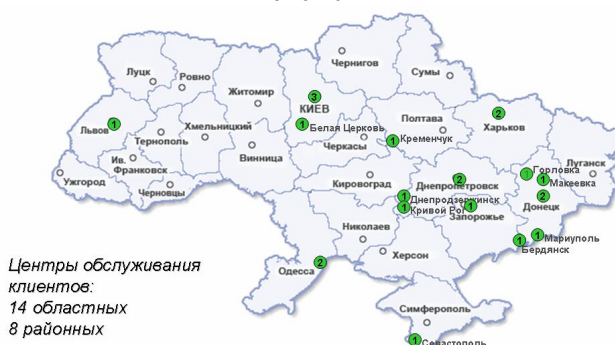 Чернигов
Луцк
Ровно
Сумы
Житомир
3
КИЕВ
2
Харьков
1
Львов
1
Белая Церковь
Полтава
Тернополь
Хмельницкий
Черкассы
1
Кременчук
Винница
Ив.
Франковск
Ужгород
Черновцы
Кировоград
2
Днепропетровск
1
Горловка
Луганск
1
Макеевка
2
Донецк
1
Днепродзержинск
1
Кривой Рог
1
Запорожье
Николаев
Херсон
1
Мариуполь
1
Бердянск
2
Одесса
Центры обслуживания
клиентов:
14 областных
8 районных
Симферополь
1
Севастополь